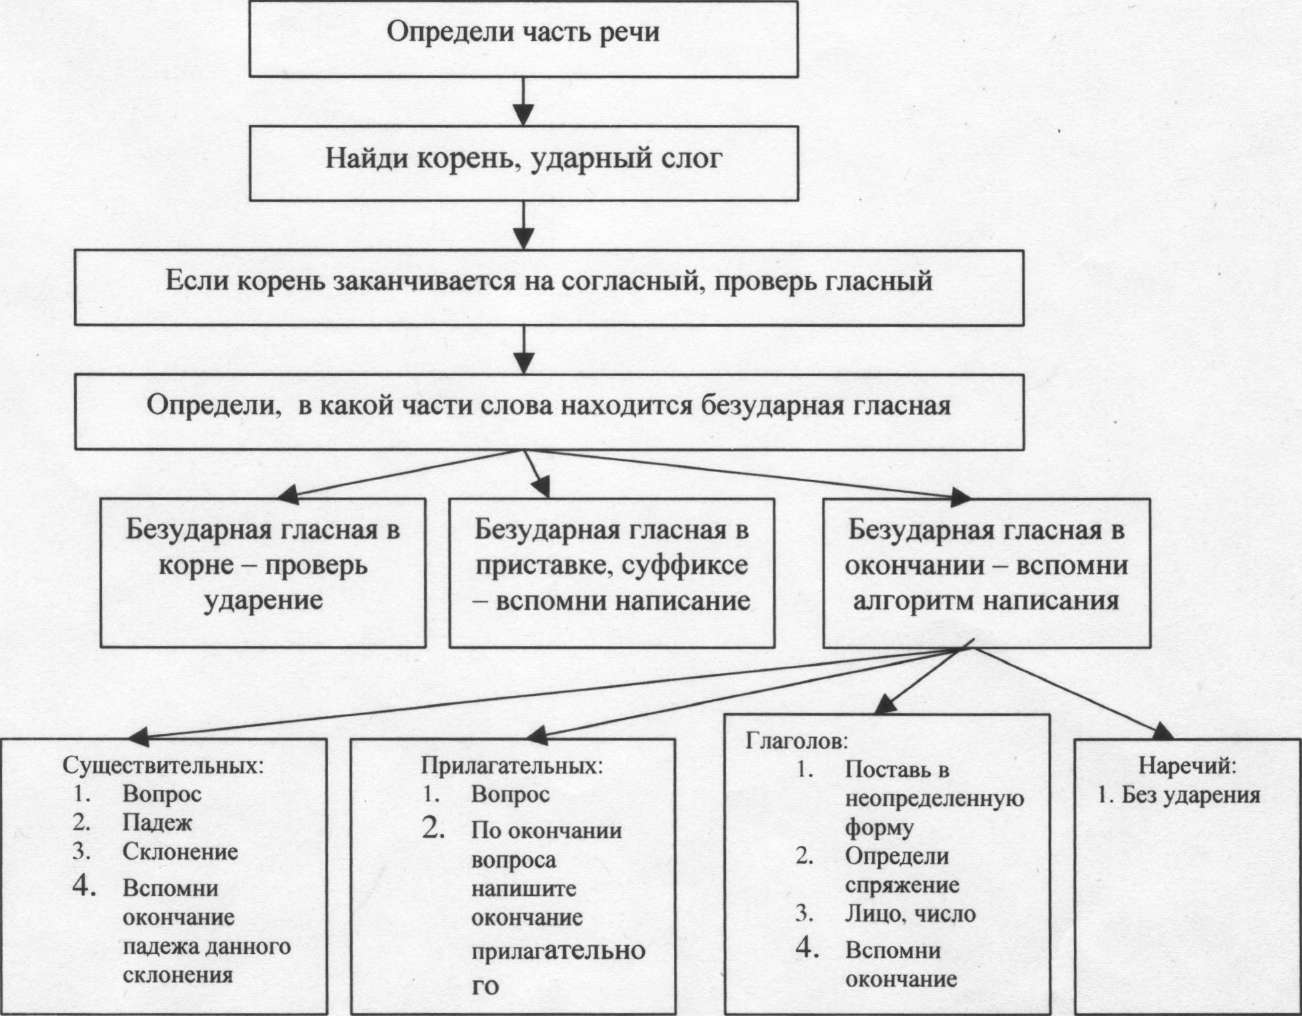 Определи часть речи
Найди корень, ударный слог
Если корень заканчивается на согласный, проверь гласный
Определи, в какой части слова находится безударная гласная
Безударная гласная в
корне – проверь
ударение
Безударная гласная в
приставке, суффиксе
– вспомни написание
Безударная гласная в
окончании – вспомни
алгоритм написания
Существительных:
1. Вопрос
2. Падеж
3. Склонение
4. Вспомни
окончание
падежа данного
склонения
Прилагательных:
1. Вопрос
2. По окончании
вопроса
напишите
окончание
прилагательно
го
Глаголов:
1. Поставь в
неопределенную
форму
2. Определи
спряжение
3. Лицо, число
4. Вспомни
окончание
Наречий:
1. Без ударения